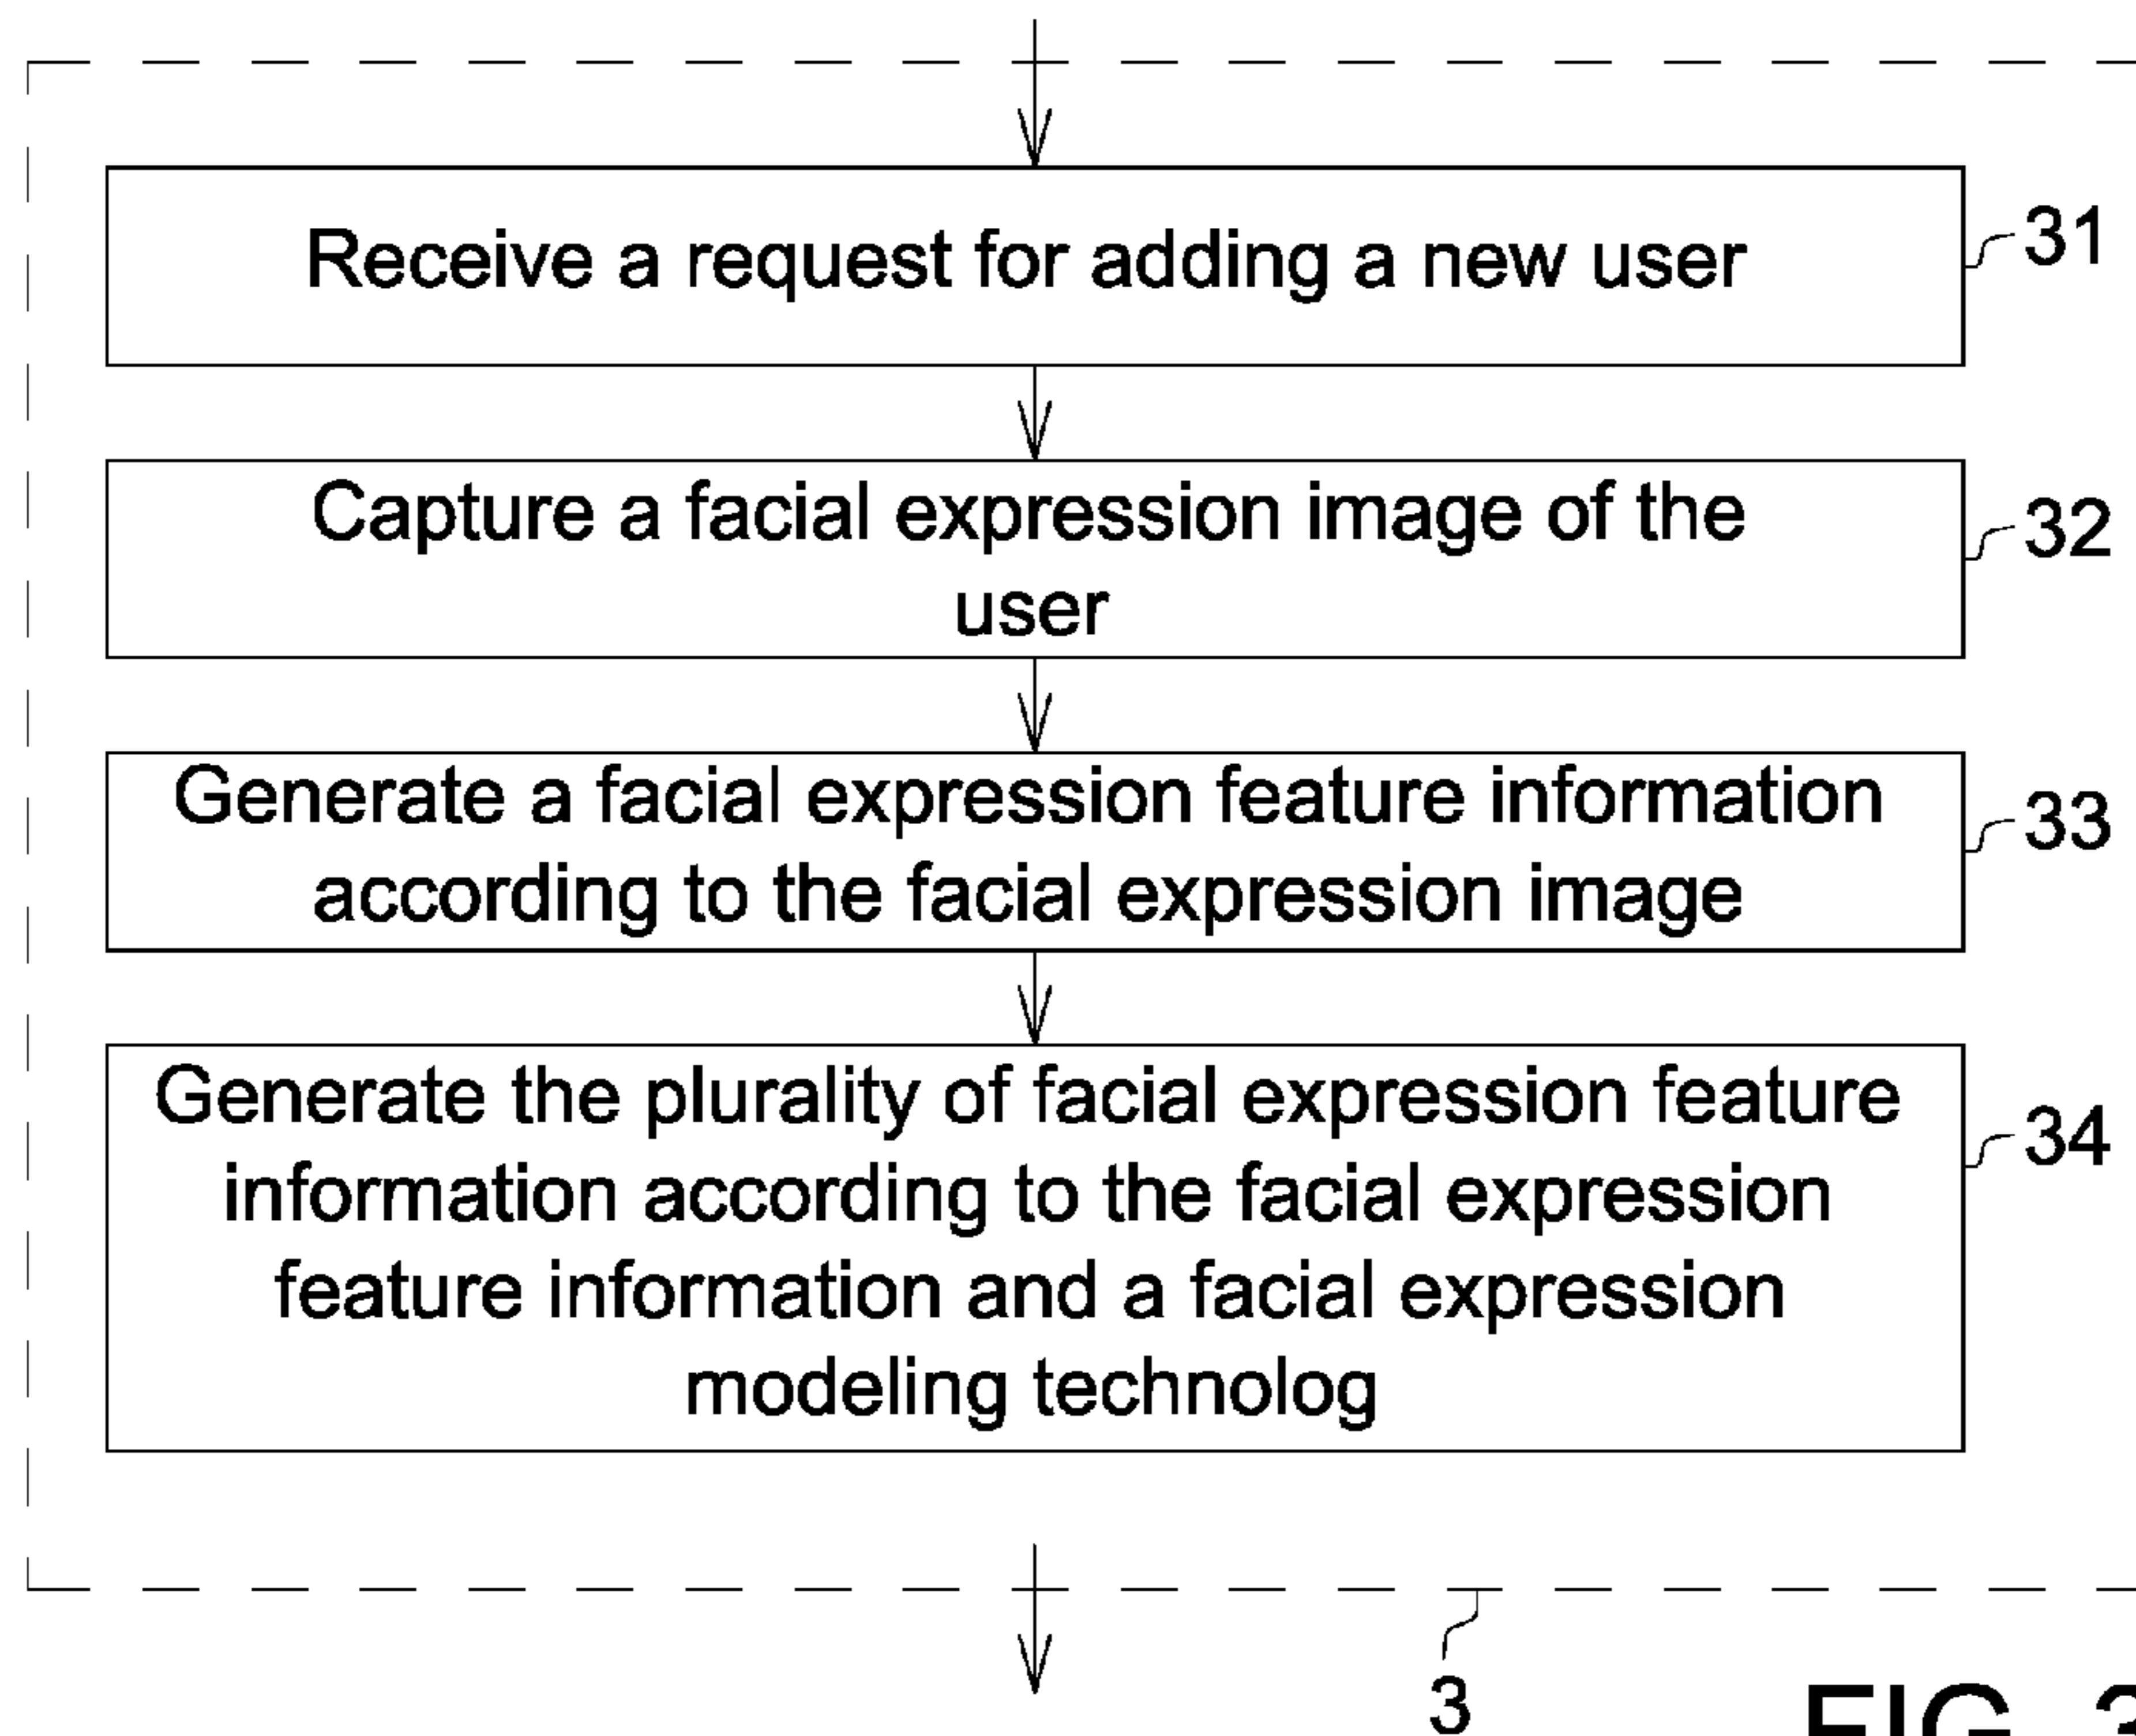 Receive a request for adding a new user
31
Capture a facial expression image of the
user
32
Generate a facial expression feature information
according to the facial expression image
33
Generate the plurality of facial expression feature
information according to the facial expression
feature information and a facial expression
modeling technolog
34
3
FIG.